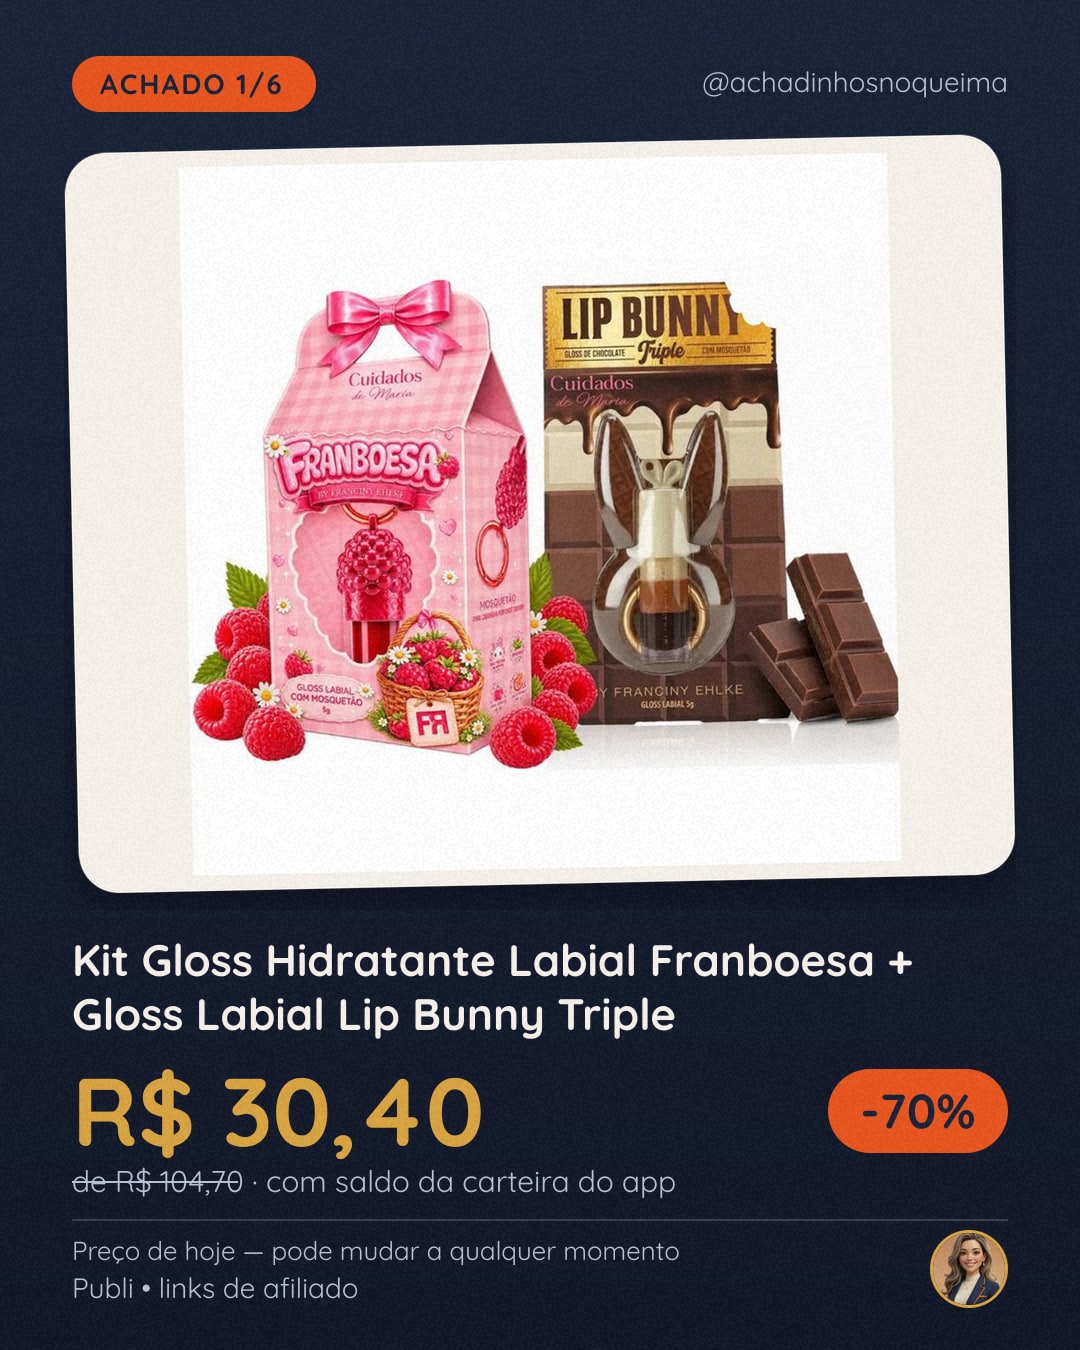 ACHADO 1/6
@achadinhosnoqueima
Cuidados
de Maria
FRANBOESA
BY FRANCINY EHLKE
MOSQUETÃO
GLOSS LABIAL
COM MOSQUETÃO
5g
FR
LIP BUNNY
GLOSS DE CHOCOLATE
Triple
COM MOSQUETÃO
Cuidados
de Maria
BY FRANCINY EHLKE
GLOSS LABIAL 5g
Kit Gloss Hidratante Labial Franboesa +
Gloss Labial Lip Bunny Triple
R$ 30,40
-70%
de R$ 104,70 · com saldo da carteira do app
Preço de hoje — pode mudar a qualquer momento
Publi • links de afiliado